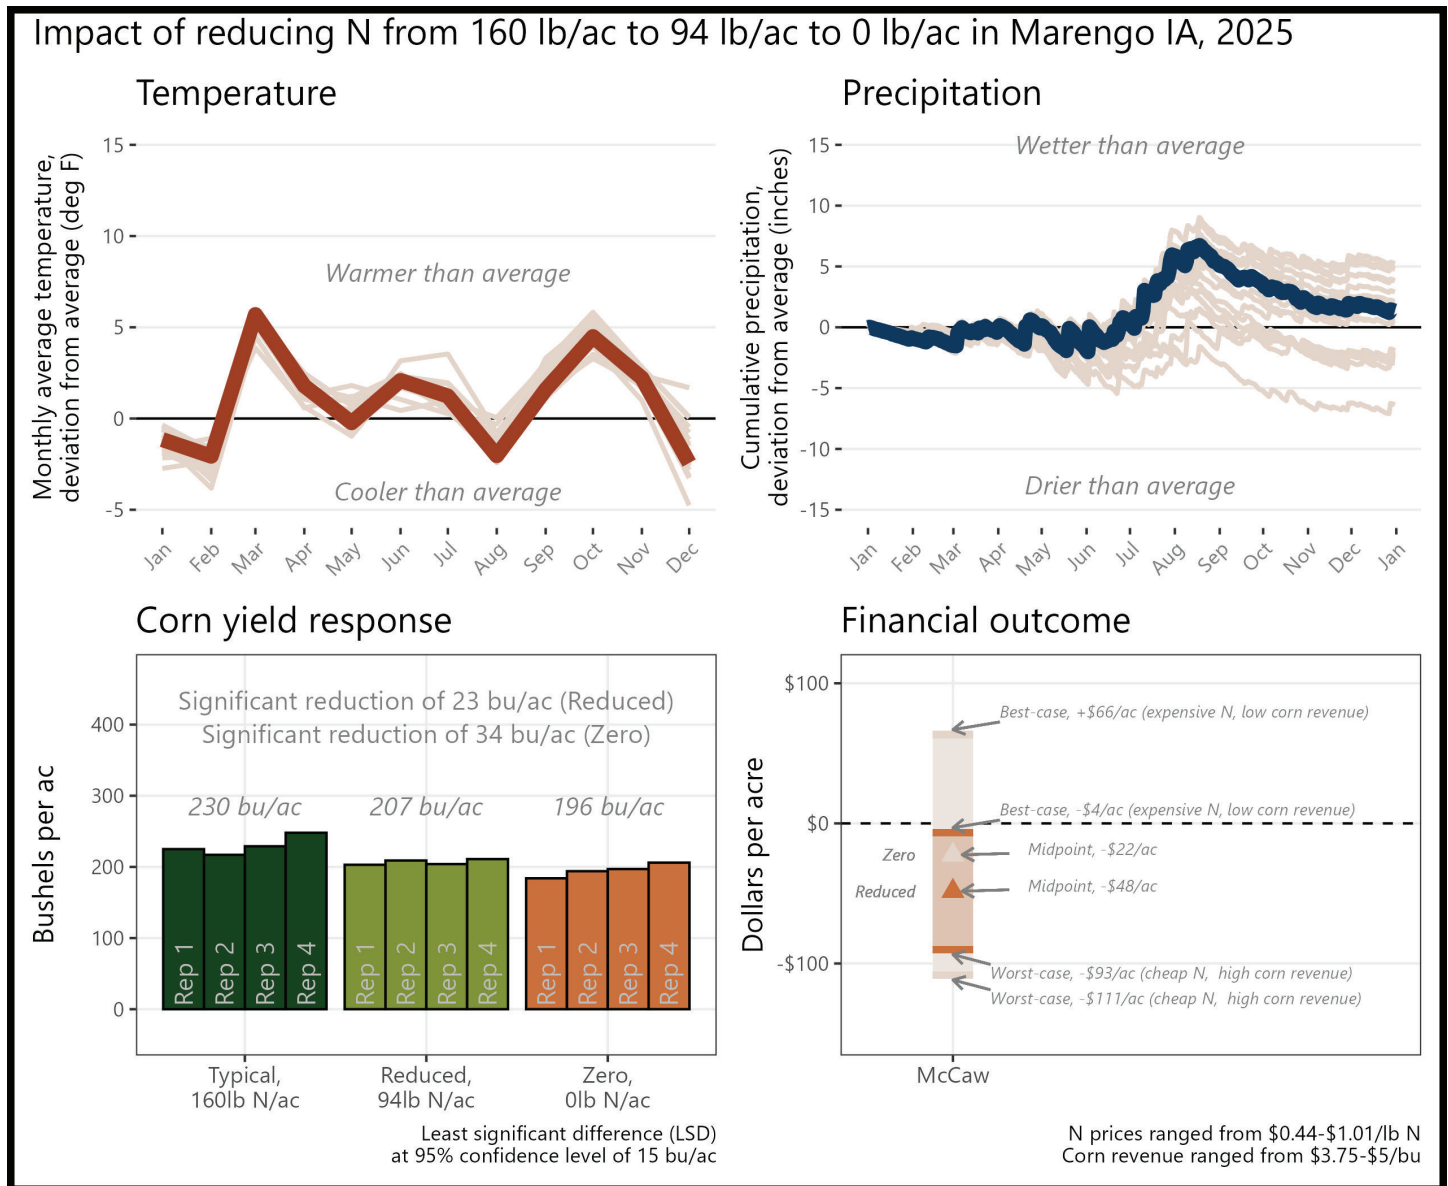 Impact of reducing N from 160 lb/ac to 94 lb/ac to 0 lb/ac in Marengo IA, 2025
Temperature
Monthly average temperature,
deviation from average (deg F)
15
10
5
0
-5
Warmer than average
Cooler than average
Jan
Feb
Mar
Apr
May
Jun
Jul
Aug
Sep
Oct
Nov
Dec
Precipitation
Cumulative precipitation,
deviation from average (inches)
15
10
5
0
-5
-10
-15
Wetter than average
Drier than average
Jan
Feb
Mar
Apr
May
Jun
Jul
Aug
Sep
Oct
Nov
Dec
Jan
Corn yield response
Bushels per ac
400
300
200
100
0
Significant reduction of 23 bu/ac (Reduced)
Significant reduction of 34 bu/ac (Zero)
230 bu/ac
207 bu/ac
196 bu/ac
Rep 1
Rep 2
Rep 3
Rep 4
Rep 1
Rep 2
Rep 3
Rep 4
Rep 1
Rep 2
Rep 3
Rep 4
Typical,
160lb N/ac
Reduced,
94lb N/ac
Zero,
0lb N/ac
Least significant difference (LSD)
at 95% confidence level of 15 bu/ac
Financial outcome
Dollars per acre
$100
$0
-$100
Best-case, +$66/ac (expensive N, low corn revenue)
Best-case, -$4/ac (expensive N, low corn revenue)
Zero
Midpoint, -$22/ac
Reduced
Midpoint, -$48/ac
Worst-case, -$93/ac (cheap N,  high corn revenue)
Worst-case, -$111/ac (cheap N,  high corn revenue)
McCaw
N prices ranged from $0.44-$1.01/lb N
Corn revenue ranged from $3.75-$5/bu